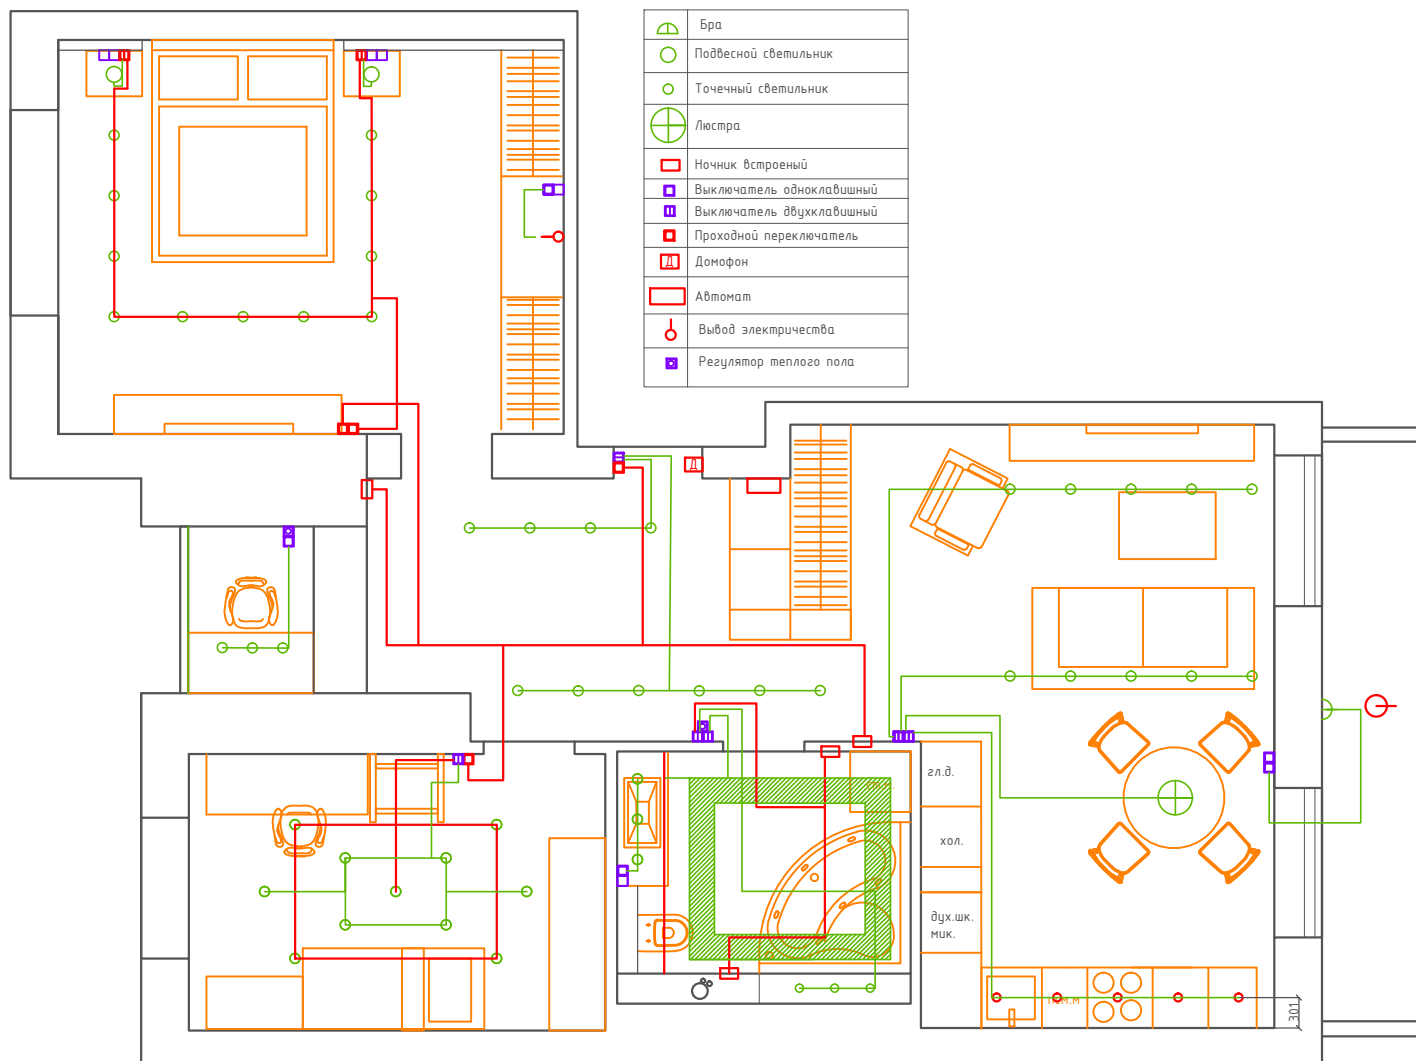 Бра
Подвесной светильник
Точечный светильник
Люстра
Ночник встроеный
Выключатель одноклавишный
Выключатель двухклавишный
Проходной переключатель
Д
Домофон
Автомат
Вывод электричества
Регулятор теплого пола
Д
гл.д.
хол.
дух.шк.
мик.
пем.м
301